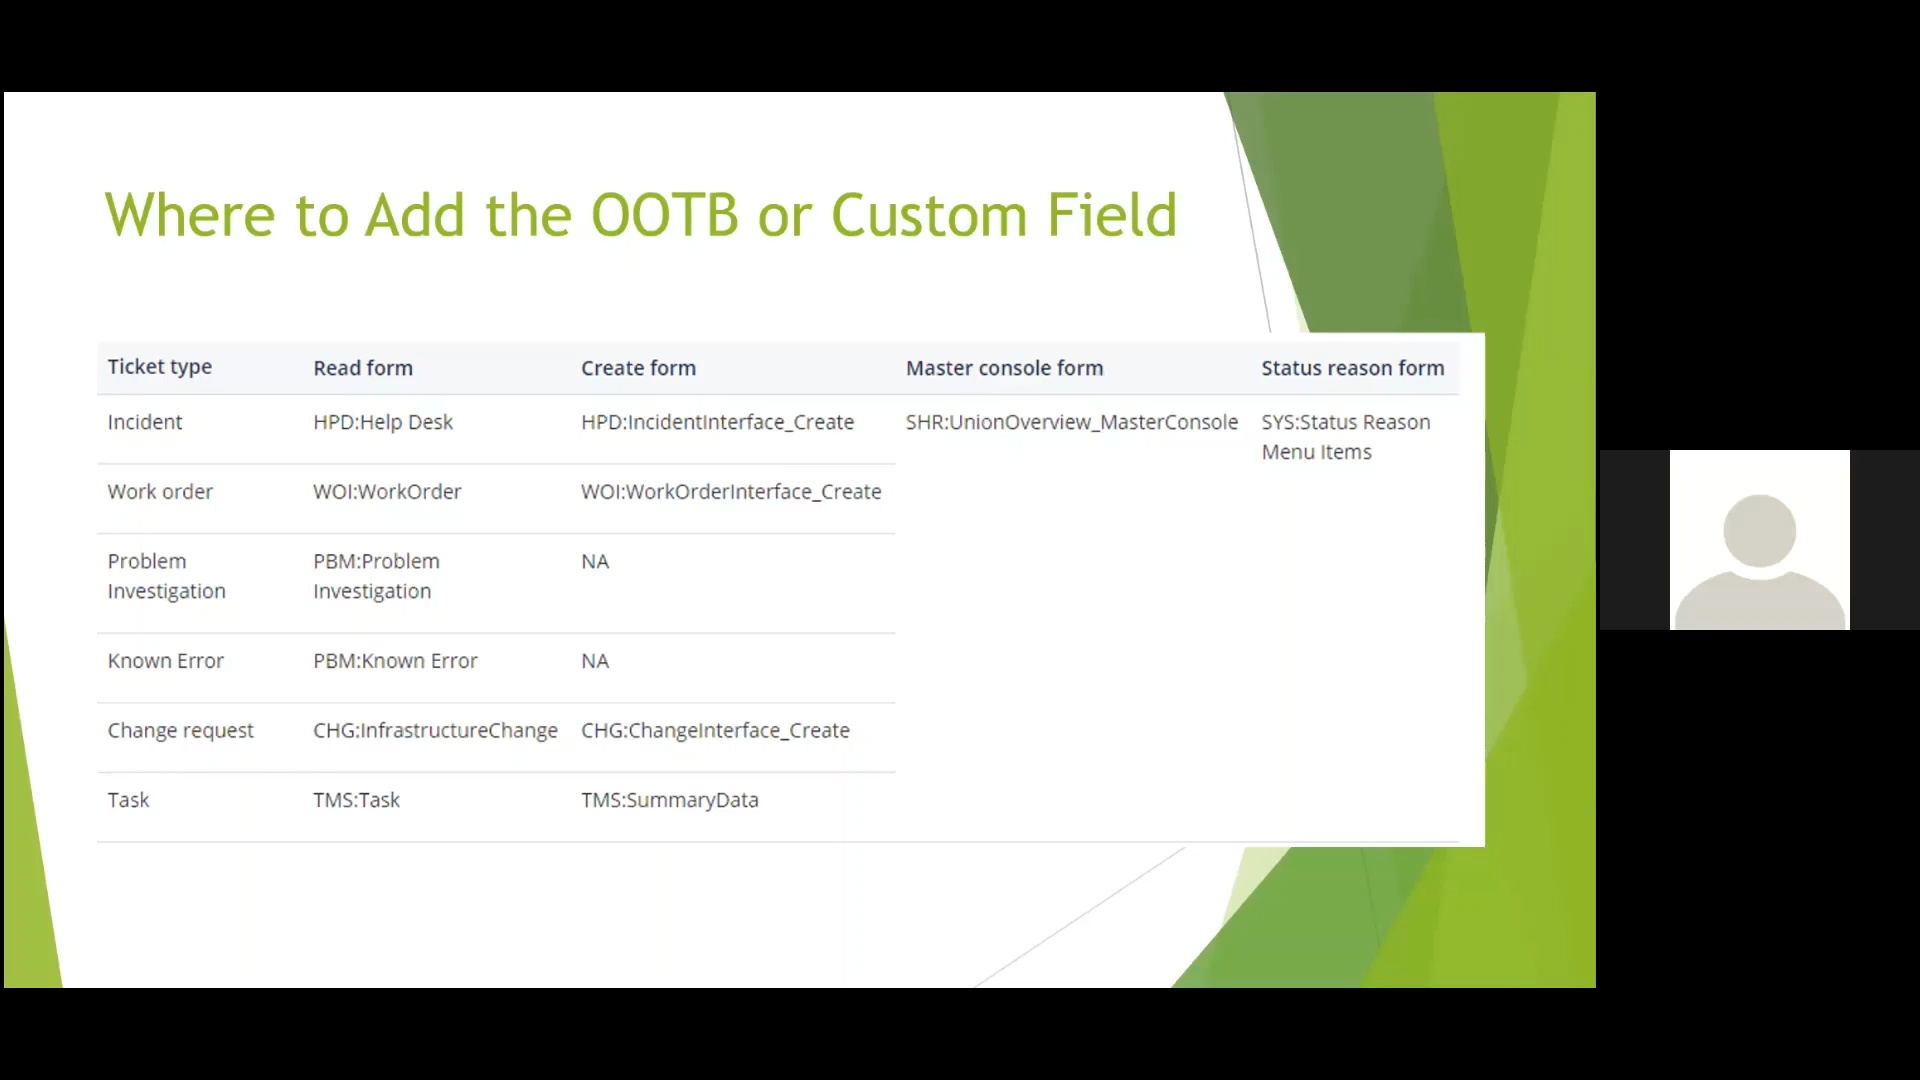 Where to Add the OOTB or Custom Field
Ticket type Read form Create form Master console form Status reason form
Incident HPD:Help Desk HPD:IncidentInterface_Create SHR:UnionOverview_MasterConsole SYS:Status Reason
Menu Items
Work order WOI:WorkOrder WOI:WorkOrderInterface_Create
Problem PBM:Problem NA
Investigation Investigation
Known Error PBM:Known Error NA
Change request CHG:InfrastructureChange CHG:ChangeInterface_Create
Task TMS:Task TMS:SummaryData